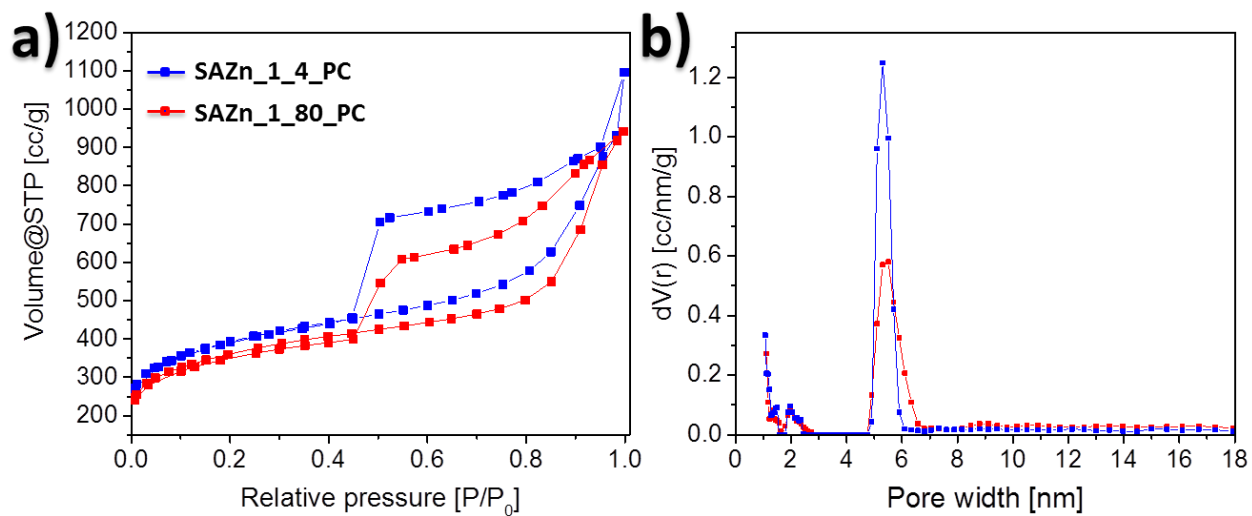 a)
1200
1100
1000
900
800
700
600
500
400
300
200
Volume@STP [cc/g]
SAZn_1_4_PC
SAZn_1_80_PC
0.0 0.2 0.4 0.6 0.8 1.0
Relative pressure [P/P₀]
b)
1.2
1.0
0.8
0.6
0.4
0.2
0.0
dV(r) [cc/nm/g]
0 2 4 6 8 10 12 14 16 18
Pore width [nm]